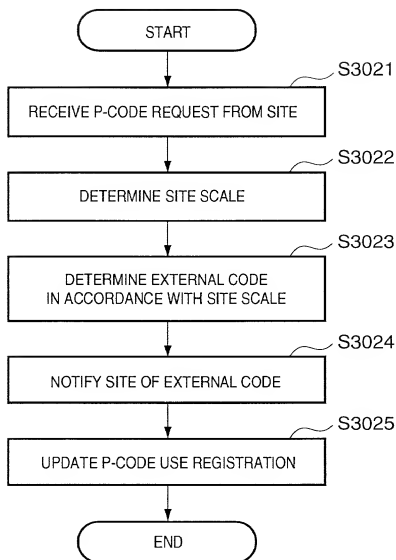 START
S3021
RECEIVE P-CODE REQUEST FROM SITE
S3022
DETERMINE SITE SCALE
S3023
DETERMINE EXTERNAL CODE
IN ACCORDANCE WITH SITE SCALE
S3024
NOTIFY SITE OF EXTERNAL CODE
S3025
UPDATE P-CODE USE REGISTRATION
END